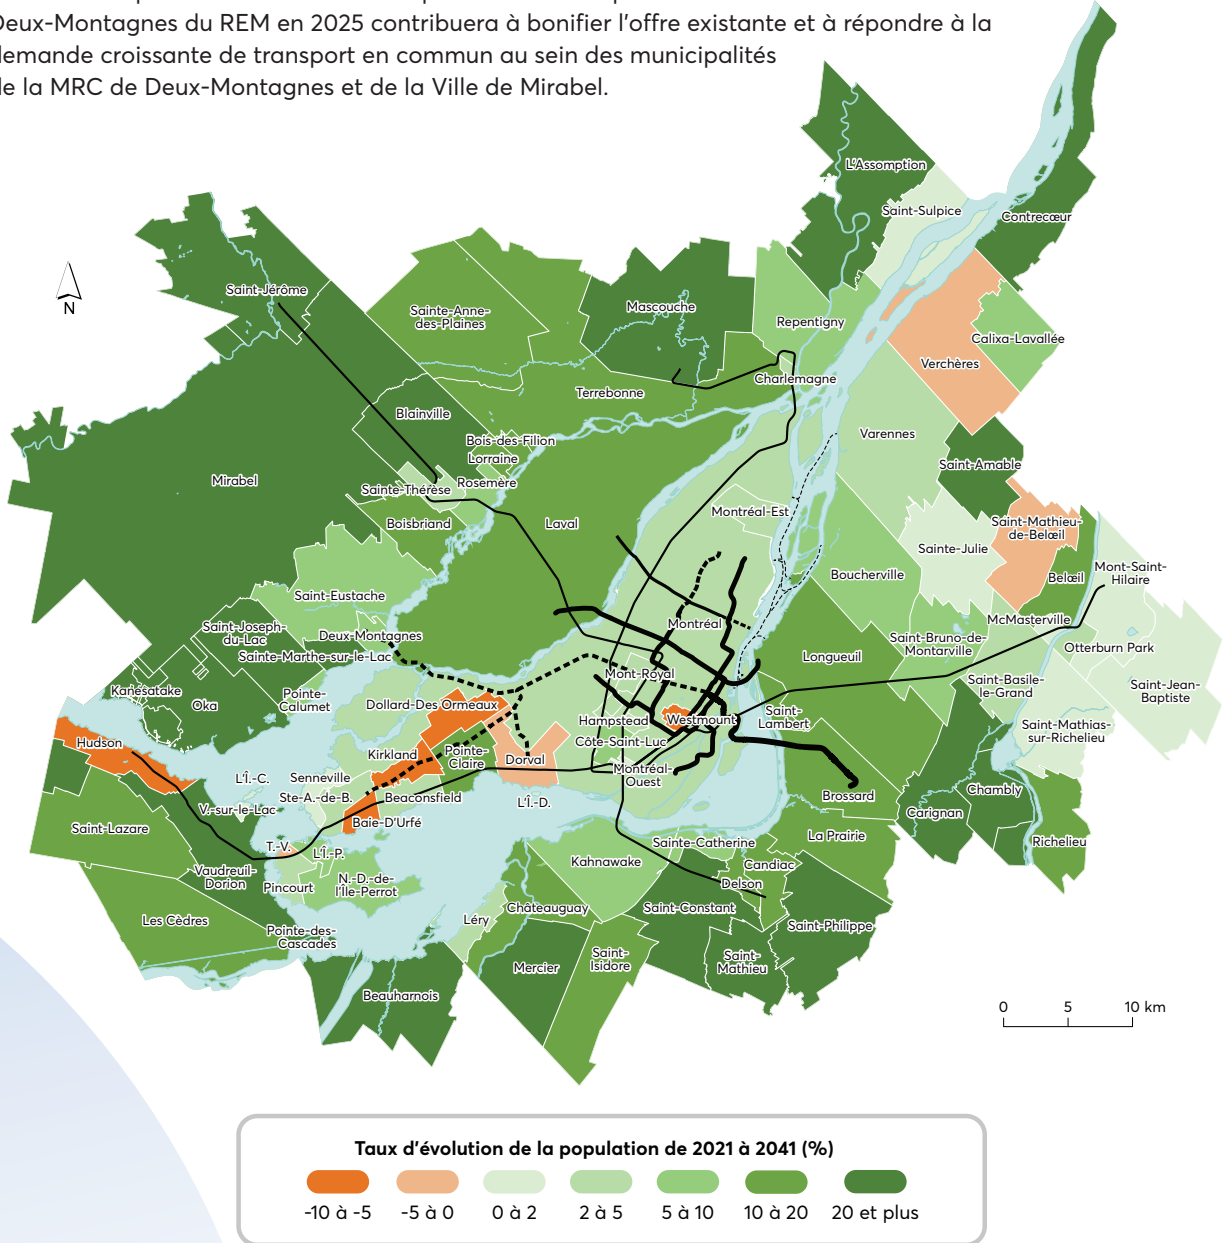 Deux-Montagnes du REM en 2025 contribuera à bonifier l'offre existante et à répondre à la
demande croissante de transport en commun au sein des municipalités
de la MRC de Deux-Montagnes et de la Ville de Mirabel.
L'Assomption
Saint-Sulpice
Contrecœur
Saint-Jérôme
N
Sainte-Anne-
des-Plaines
Mascouche
Repentigny
Calixa-Lavallée
Verchères
Charlemagne
Terrebonne
Blainville
Varennes
Bois-des-Filion
Lorraine
Saint-Amable
Mirabel
Rosemère
Sainte-Thérèse
Montréal-Est
Boisbriand
Laval
Saint-Mathieu-
de-Belœil
Sainte-Julie
Belœil
Mont-Saint-
Hilaire
Boucherville
Saint-Eustache
McMasterville
Saint-Joseph-
du-Lac
Deux-Montagnes
Montréal
Saint-Bruno-de-
Montarville
Otterburn Park
Sainte-Marthe-sur-le-Lac
Longueuil
Mont-Royal
Saint-Basile-
le-Grand
Saint-Jean-
Baptiste
Kanesatake
Oka
Pointe-
Calumet
Dollard-Des Ormeaux
Hampstead
Westmount
Saint-
Lambert
Saint-Mathias-
sur-Richelieu
Hudson
Kirkland
Pointe-
Claire
Dorval
Côte-Saint-Luc
L'Î.-C.
Senneville
Montréal-
Ouest
Ste-A.-de-B.
Beaconsfield
L'Î.-D.
Brossard
Chambly
V.-sur-le-Lac
Baie-D'Urfé
Carignan
Saint-Lazare
La Prairie
Richelieu
T.-V.
L'Î.-P.
Sainte-Catherine
Kahnawake
Candiac
Vaudreuil-
Dorion
Pincourt
N.-D.-de-
l'Île-Perrot
Delson
Les Cèdres
Léry
Châteauguay
Saint-Constant
Saint-Philippe
Pointe-des-
Cascades
Mercier
Saint-
Isidore
Saint-
Mathieu
Beauharnois
0 5 10 km
Taux d'évolution de la population de 2021 à 2041 (%)
-10 à -5 -5 à 0 0 à 2 2 à 5 5 à 10 10 à 20 20 et plus